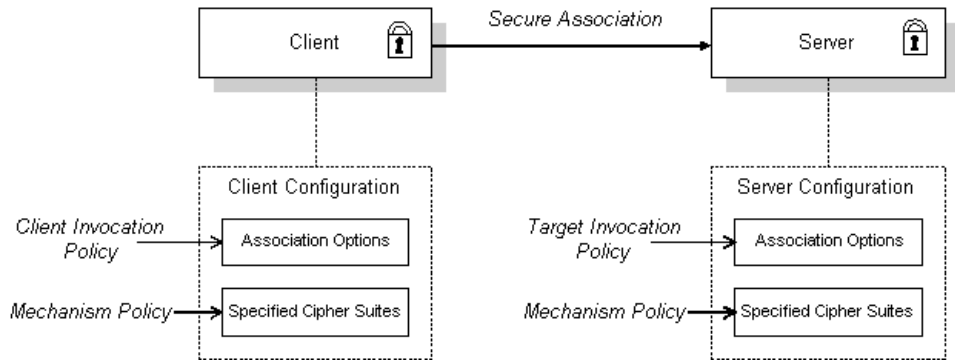 Secure Association
Client
Server
Client Configuration
Server Configuration
Client Invocation
Policy
Association Options
Target Invocation
Policy
Association Options
Mechanism Policy
Specified Cipher Suites
Mechanism Policy
Specified Cipher Suites